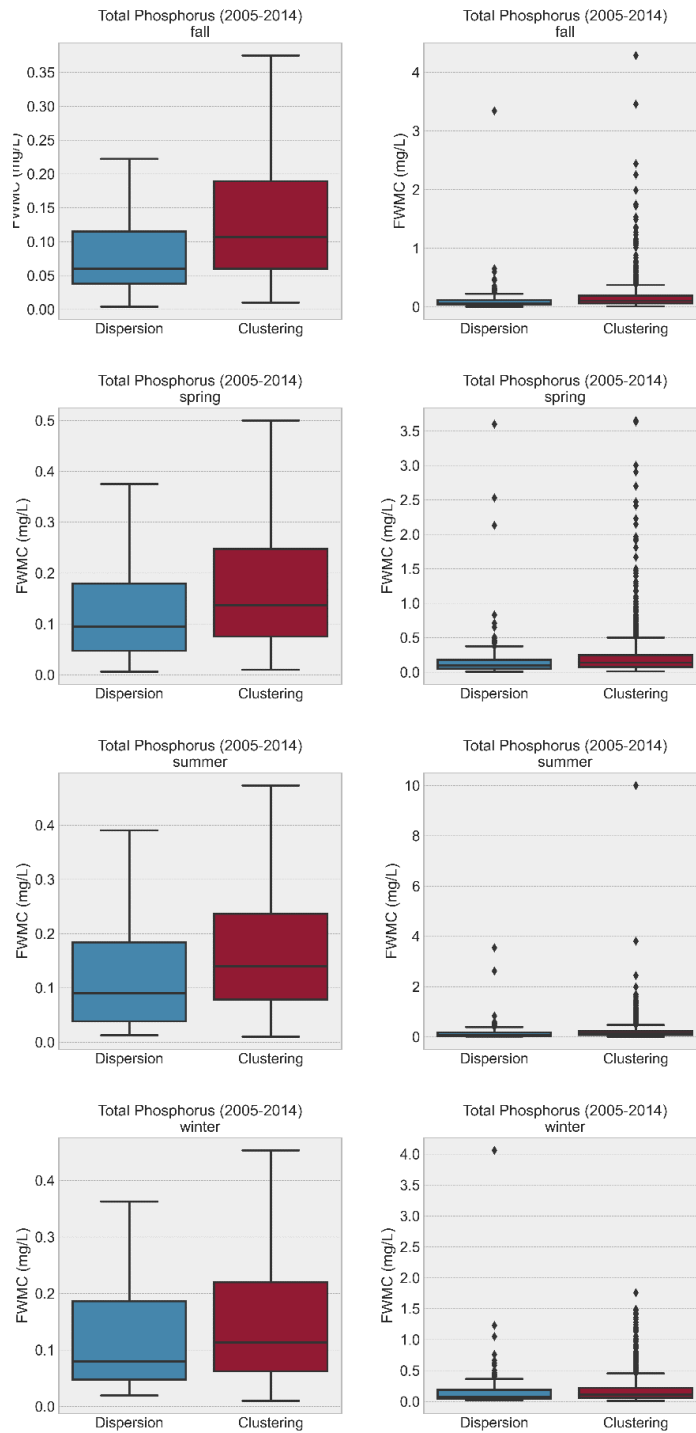 Total Phosphorus (2005-2014)
fall
FWMC (mg/L)
0.35
0.30
0.25
0.20
0.15
0.10
0.05
0.00
Dispersion
Clustering
Total Phosphorus (2005-2014)
fall
FWMC (mg/L)
4
3
2
1
0
Dispersion
Clustering
Total Phosphorus (2005-2014)
spring
FWMC (mg/L)
0.5
0.4
0.3
0.2
0.1
0.0
Dispersion
Clustering
Total Phosphorus (2005-2014)
spring
FWMC (mg/L)
3.5
3.0
2.5
2.0
1.5
1.0
0.5
0.0
Dispersion
Clustering
Total Phosphorus (2005-2014)
summer
FWMC (mg/L)
0.4
0.3
0.2
0.1
0.0
Dispersion
Clustering
Total Phosphorus (2005-2014)
summer
FWMC (mg/L)
10
8
6
4
2
0
Dispersion
Clustering
Total Phosphorus (2005-2014)
winter
FWMC (mg/L)
0.4
0.3
0.2
0.1
0.0
Dispersion
Clustering
Total Phosphorus (2005-2014)
winter
FWMC (mg/L)
4.0
3.5
3.0
2.5
2.0
1.5
1.0
0.5
0.0
Dispersion
Clustering